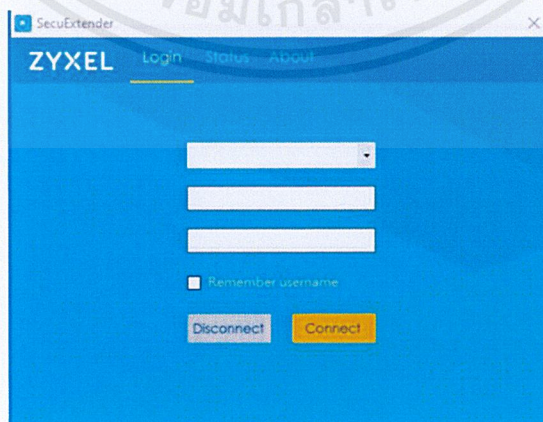 SecuExtender
ZYXEL Login Status About
Remember username
Disconnect Connect